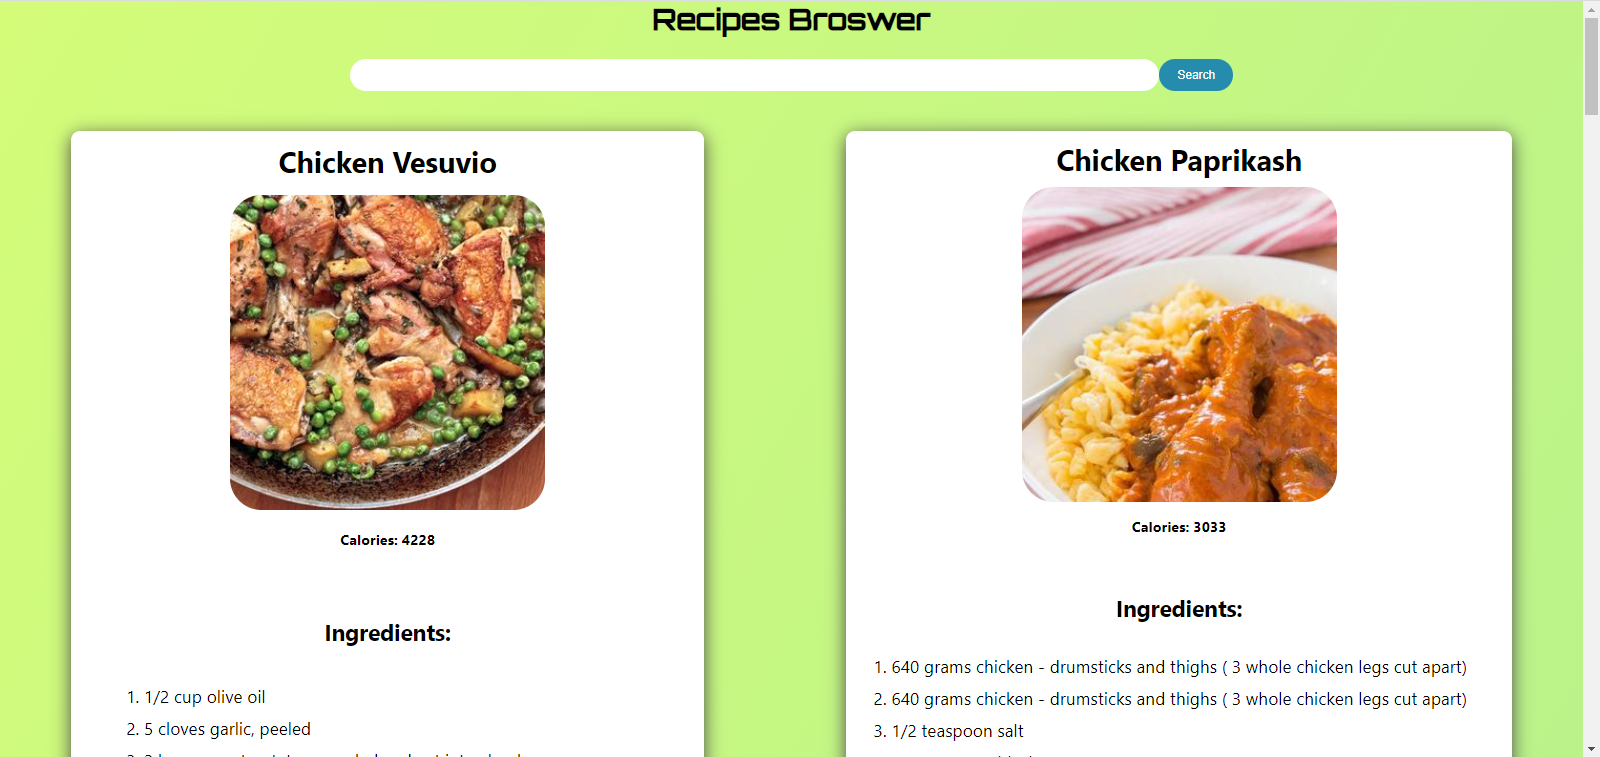 Recipes Broswer
Search
Chicken Vesuvio
Calories: 4228
Ingredients:
1. 1/2 cup olive oil
2. 5 cloves garlic, peeled
Chicken Paprikash
Calories: 3033
Ingredients:
1. 640 grams chicken - drumsticks and thighs ( 3 whole chicken legs cut apart)
2. 640 grams chicken - drumsticks and thighs ( 3 whole chicken legs cut apart)
3. 1/2 teaspoon salt